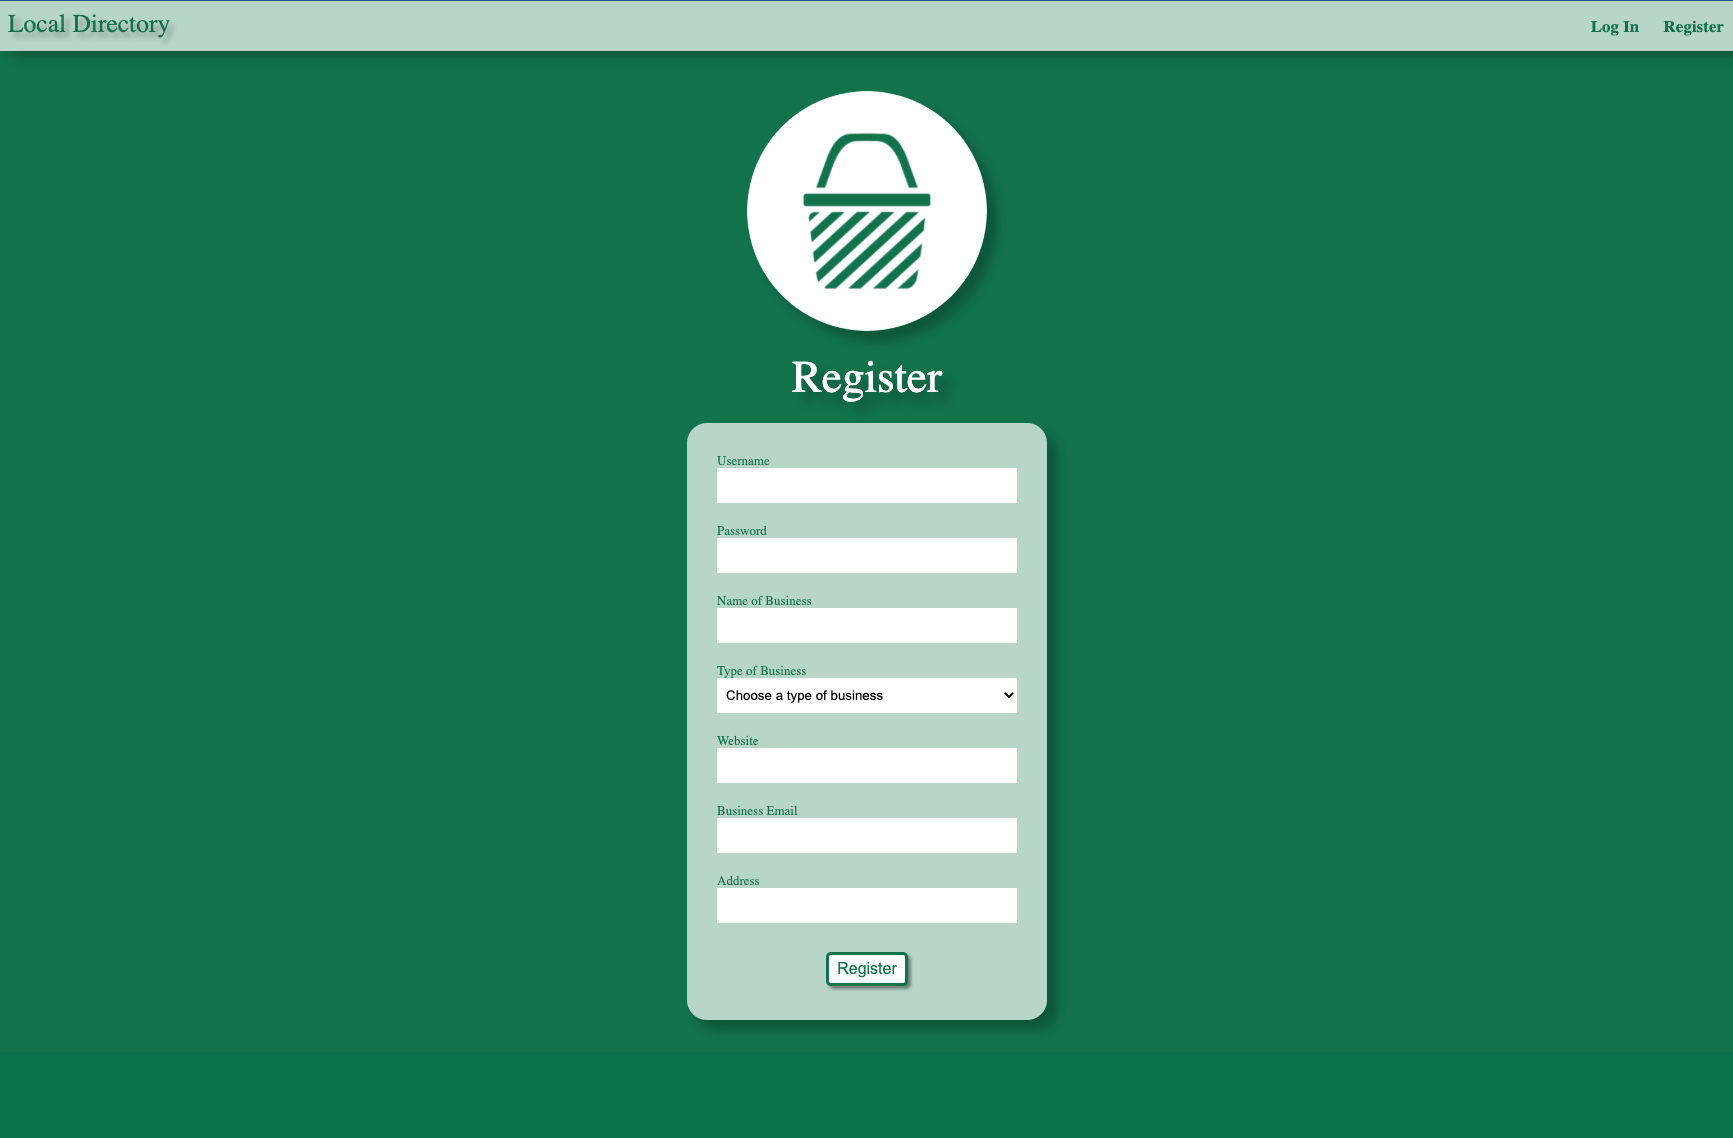 Local Directory
Log In
Register
Register
Username
Password
Name of Business
Type of Business
Choose a type of business
Website
Business Email
Address
Register